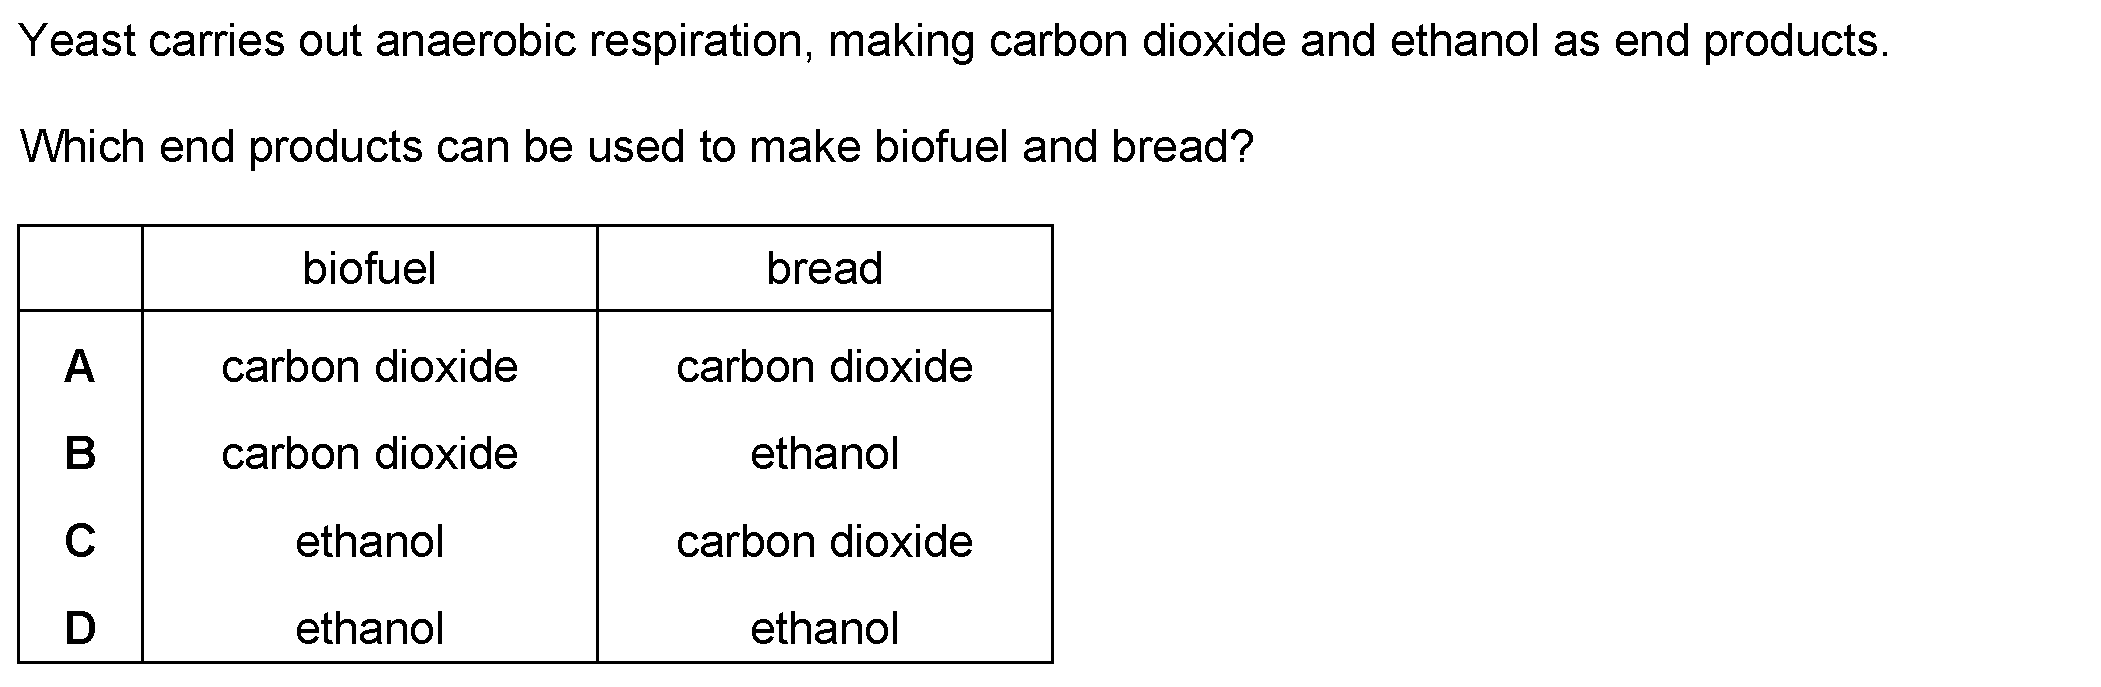 Yeast carries out anaerobic respiration, making carbon dioxide and ethanol as end products.
Which end products can be used to make biofuel and bread?
biofuel bread
A carbon dioxide carbon dioxide
B carbon dioxide ethanol
C ethanol carbon dioxide
D ethanol ethanol